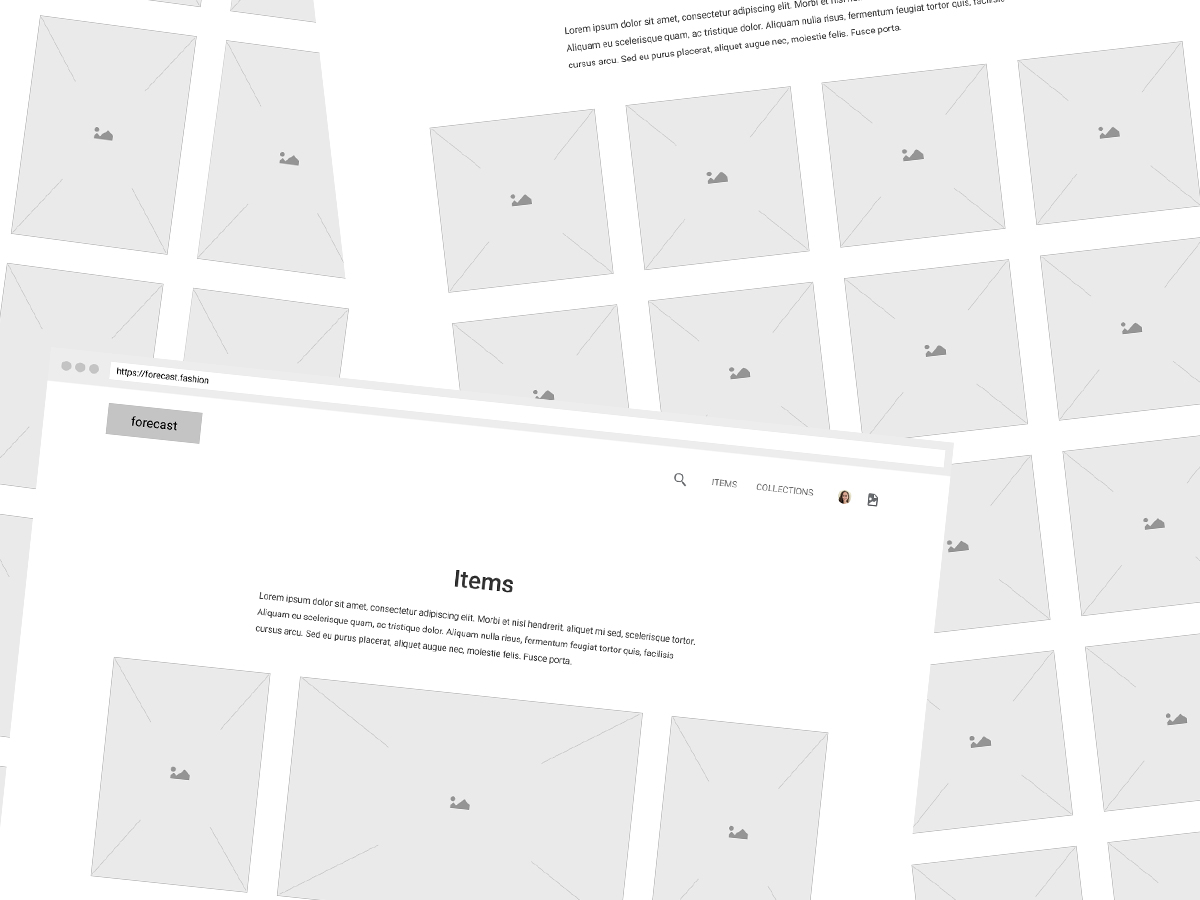 Lorem ipsum dolor sit amet, consectetur adipiscing elit. Morbi et nisl
Aliquam eu scelerisque quam, ac tristique dolor. Aliquam nulla risus, fermentum feugiat tortor quis, facilisis
cursus arcu. Sed eu purus placerat, aliquet augue nec, molestie felis. Fusce porta.
https://forecast.fashion
forecast
ITEMS COLLECTIONS
Items
Lorem ipsum dolor sit amet, consectetur adipiscing elit. Morbi et nisl hendrerit, aliquet mi sed, scelerisque tortor.
Aliquam eu scelerisque quam, ac tristique dolor. Aliquam nulla risus, fermentum feugiat tortor quis, facilisis
cursus arcu. Sed eu purus placerat, aliquet augue nec, molestie felis. Fusce porta.